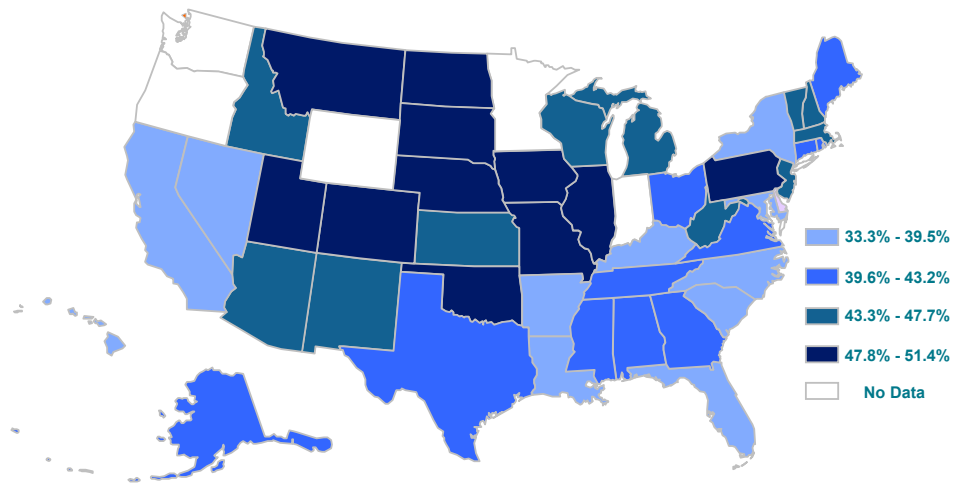 33.3% - 39.5%
39.6% - 43.2%
43.3% - 47.7%
47.8% - 51.4%
No Data